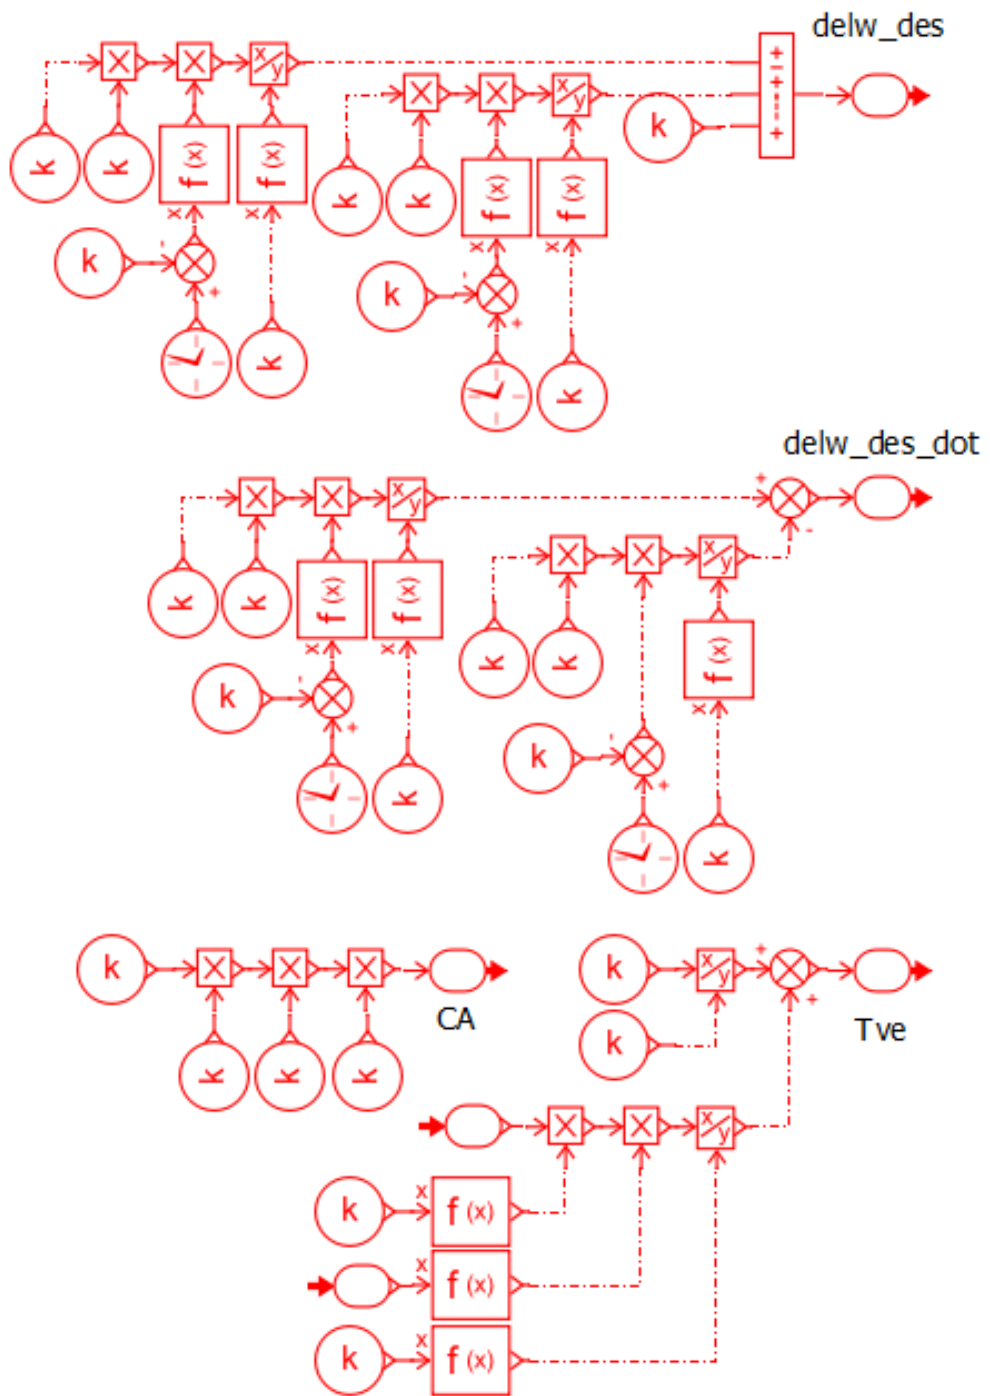 delw_des
x/y
x/y
+
-
+
-
-
-
+
k
k
k
f(x)
f(x)
k
k
f(x)
f(x)
x
x
k
-
+
x
x
k
-
+
k
k
delw_des_dot
x/y
+
-
x/y
k
k
f(x)
f(x)
x
x
k
k
f(x)
k
-
+
x
k
-
+
k
k
k
k
x/y
+
+
CA
k
Tve
k
k
k
x/y
k
x
f(x)
x
f(x)
k
x
f(x)